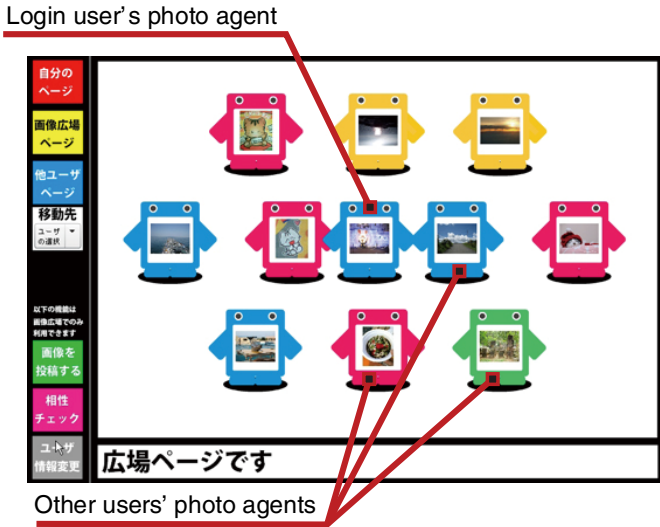 Login user's photo agent
自分の
ページ
画像広場
ページ
他ユーザ
ページ
移動先
ユーザ
の選択
以下の機能は
画像広場でのみ
利用できます
画像を
投稿する
相性
チェック
ユーザ
情報変更
広場ページです
Other users' photo agents